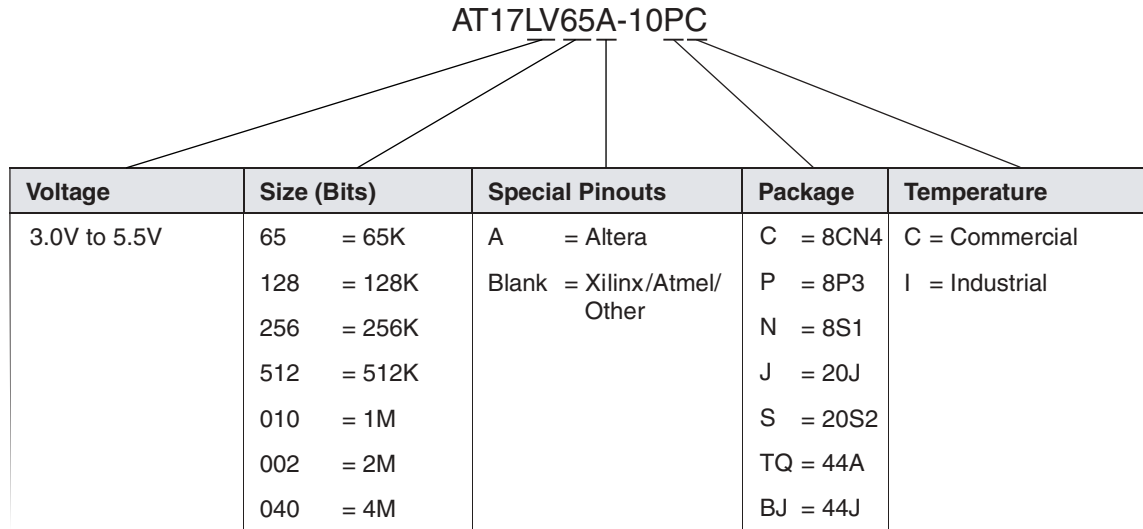 AT17LV65A-10PC
Voltage Size (Bits) Special Pinouts Package Temperature
3.0V to 5.5V 65 = 65K A = Altera C = 8CN4 C = Commercial
128 = 128K Blank = Xilinx/Atmel/ P = 8P3 I = Industrial
Other
256 = 256K N = 8S1
512 = 512K J = 20J
010 = 1M S = 20S2
002 = 2M TQ = 44A
040 = 4M BJ = 44J